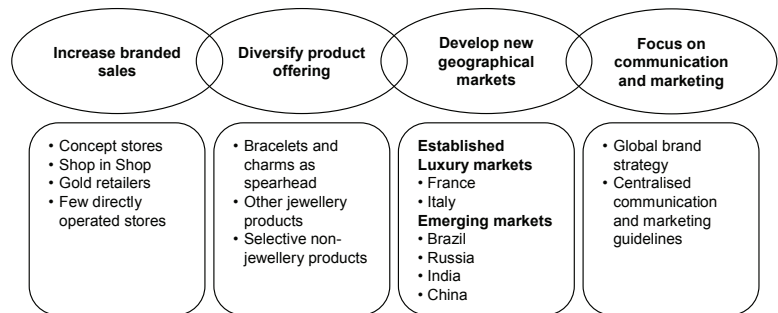 Increase branded
sales
Diversify product
offering
Develop new
geographical
markets
Focus on
communication
and marketing
• Concept stores
• Shop in Shop
• Gold retailers
• Few directly
operated stores
• Bracelets and
charms as
spearhead
• Other jewellery
products
• Selective non-
jewellery products
Established
Luxury markets
• France
• Italy
Emerging markets
• Brazil
• Russia
• India
• China
• Global brand
strategy
• Centralised
communication
and marketing
guidelines